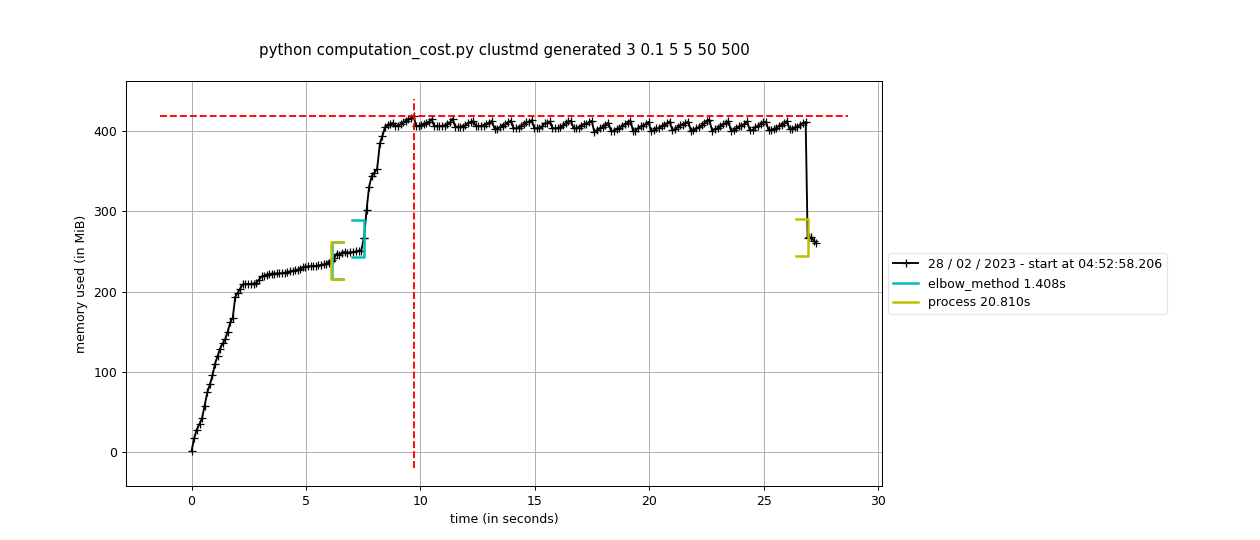 python computation_cost.py clustmd generated 3 0.1 5 5 50 500
400
300
200
100
0
memory used (in MiB)
0 5 10 15 20 25 30
time (in seconds)
28 / 02 / 2023 - start at 04:52:58.206
elbow_method 1.408s
process 20.810s